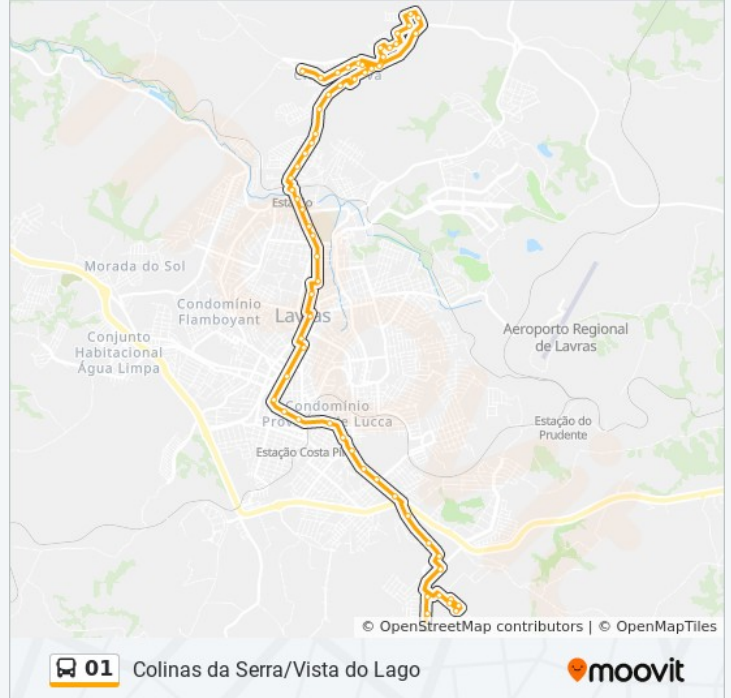 Morada do Sol
Condomínio
Flamboyant
Lavras
Conjunto
Habitacional
Água Limpa
Aeroporto Regional
de Lavras
Condomínio
Estação do
Prudente
Estação Costa
© OpenStreetMap contributors | © OpenMapTiles
01 Colinas da Serra/Vista do Lago
moovit